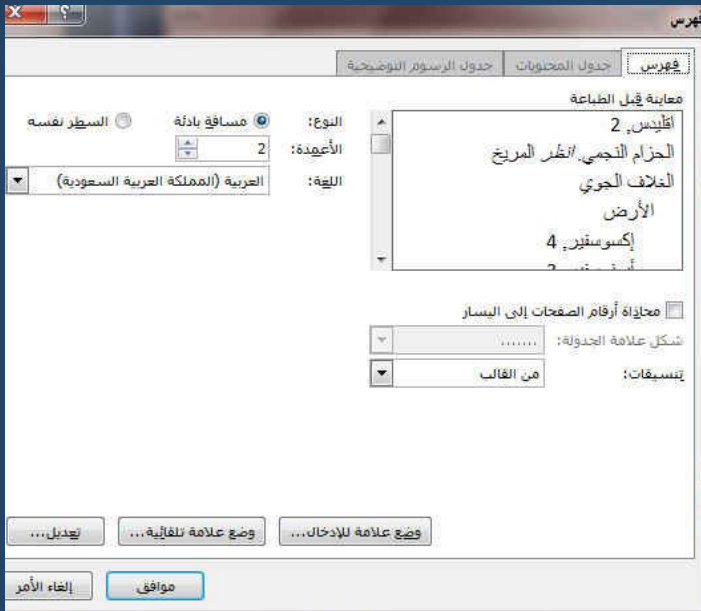 فهرس
فهرس جدول المحتويات جدول الرسوم التوضيحية
معاينة قبل الطباعة
اقليدس, 2
الحزام النجمي. انظر المريخ
الغلاف الجوي
الأرض
إكسوسفير, 4
النوع: مسافة بادئة السطر نفسه
الأعمدة: 2
اللغة: العربية (المملكة العربية السعودية)
محاذاة أرقام الصفحات إلى اليسار
شكل علامة الجدولة: .......
تنسيقات: من القالب
وضع علامة للإدخال... وضع علامة تلقائية... تعديل...
موافق إلغاء الأمر